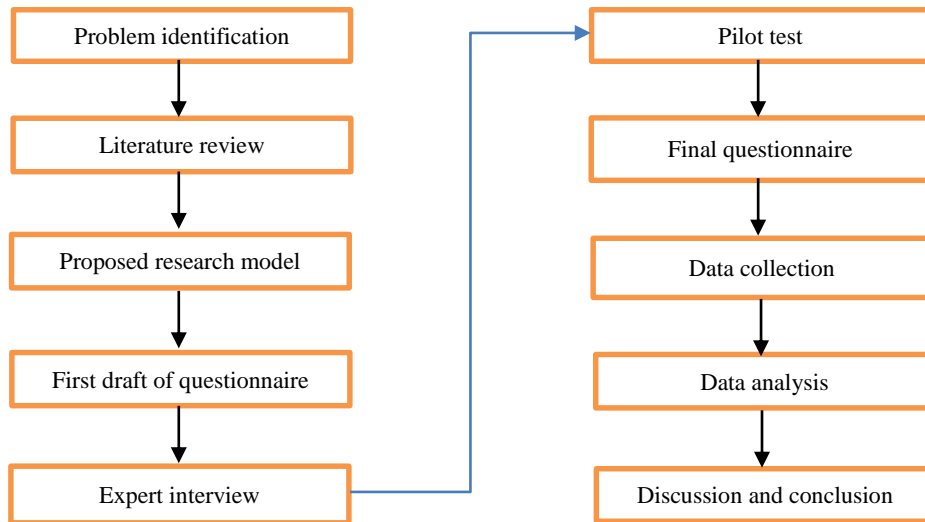 Problem identification
Literature review
Proposed research model
First draft of questionnaire
Expert interview
Pilot test
Final questionnaire
Data collection
Data analysis
Discussion and conclusion